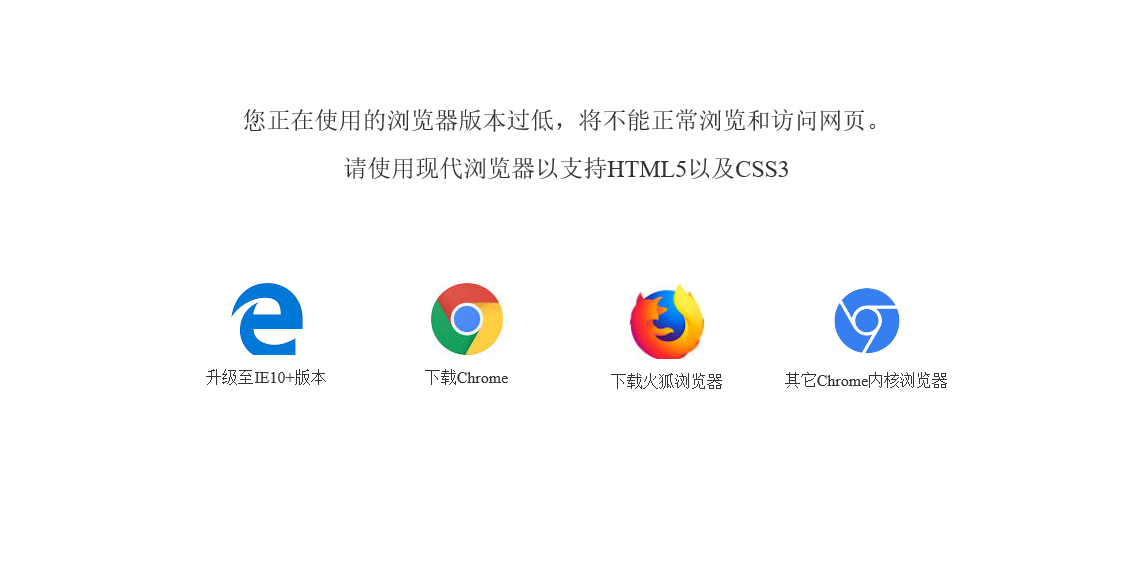 您正在使用的浏览器版本过低，将不能正常浏览和访问网页。
请使用现代浏览器以支持HTML5以及CSS3
升级至IE10+版本
下载Chrome
下载火狐浏览器
其它Chrome内核浏览器